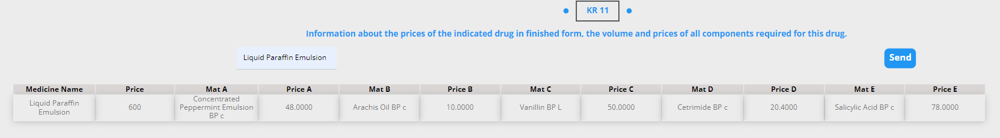 KR 11
Information about the prices of the indicated drug in finished form, the volume and prices of all components required for this drug.
Liquid Paraffin Emulsion
Send
Medicine Name Price Mat A Price A Mat B Price B Mat C Price C Mat D Price D Mat E Price E
Liquid Paraffin
Emulsion
600
Concentrated
Peppermint Emulsion
BP c
48.0000
Arachis Oil BP c
10.0000
Vanillin BP L
50.0000
Cetrimide BP c
20.4000
Salicylic Acid BP c
78.0000